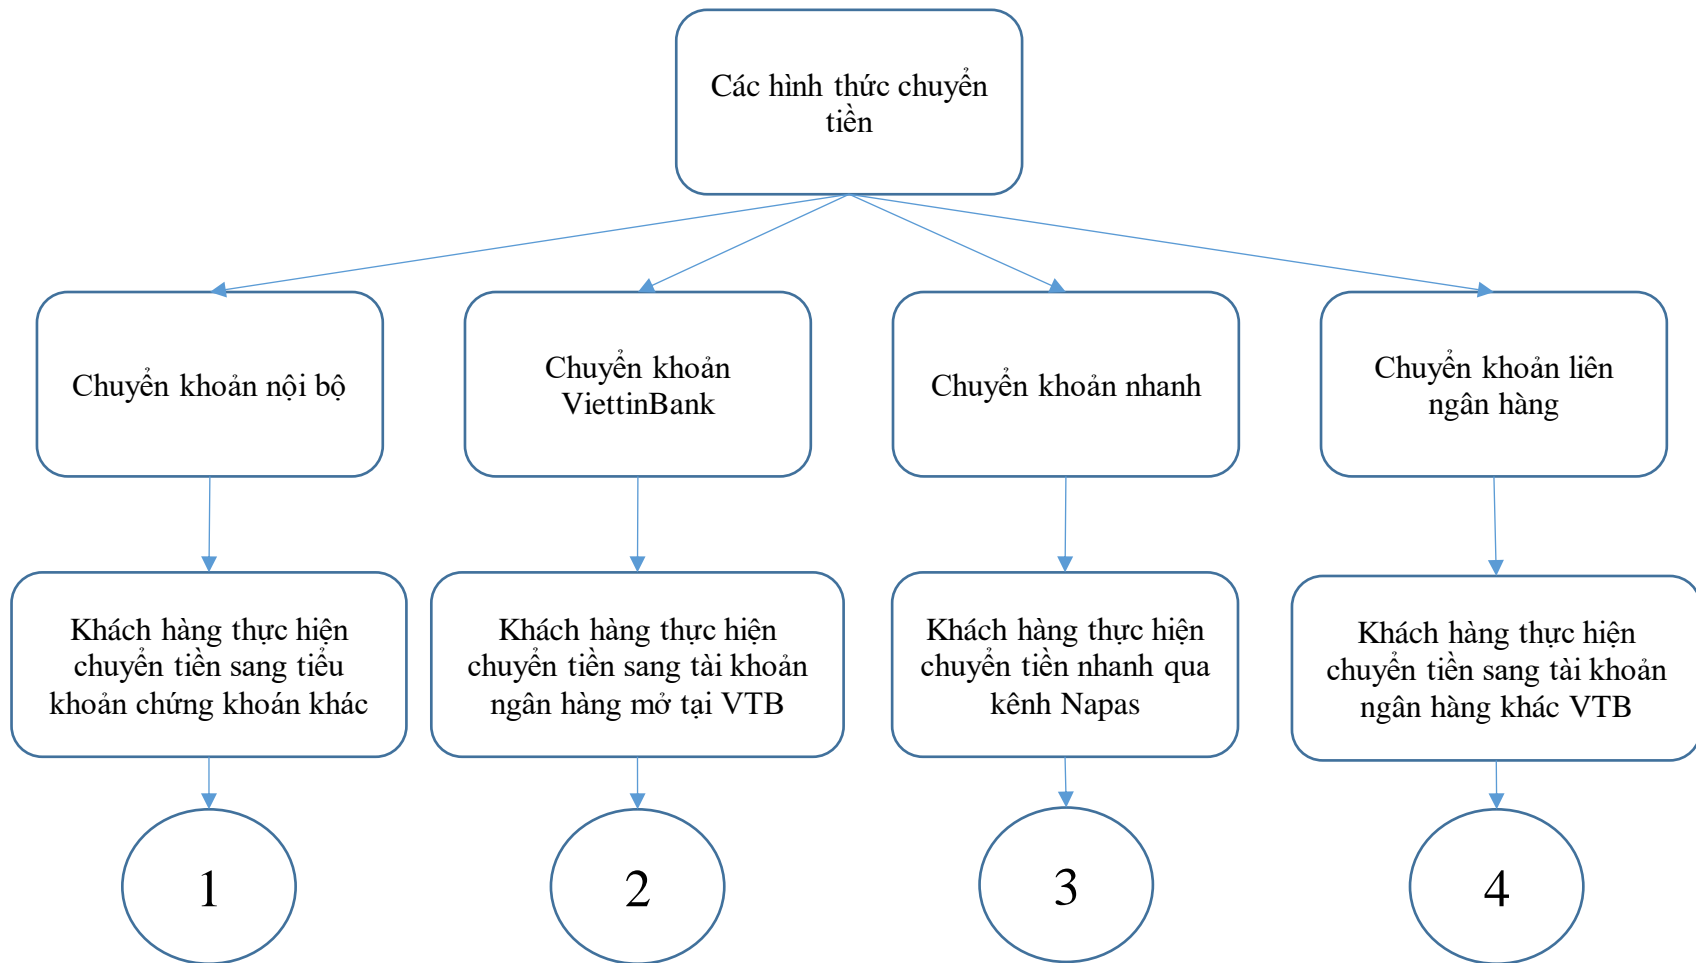 Các hình thức chuyển
tiền
Chuyển khoản nội bộ
Chuyển khoản
ViettinBank
Chuyển khoản nhanh
Chuyển khoản liên
ngân hàng
Khách hàng thực hiện
chuyển tiền sang tiểu
khoản chứng khoán khác
Khách hàng thực hiện
chuyển tiền sang tài khoản
ngân hàng mở tại VTB
Khách hàng thực hiện
chuyển tiền nhanh qua
kênh Napas
Khách hàng thực hiện
chuyển tiền sang tài khoản
ngân hàng khác VTB
1
2
3
4